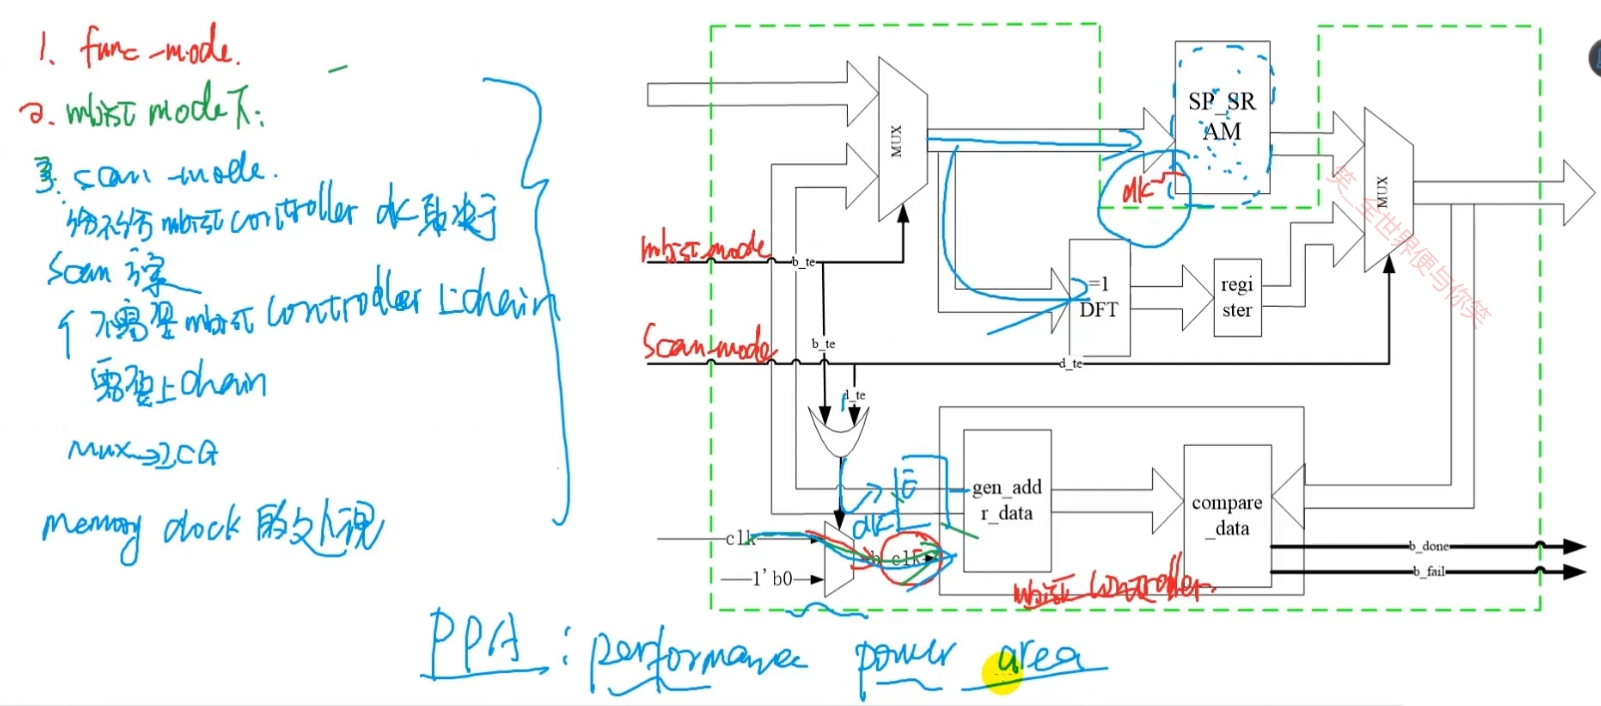 1. func-mode.
2. mbist mode下:
3. scan-mode.
给不给mbist controller clk取决于
Scan 

不需要mbist controller 上chain
需要上chain
Mux→ICG
memory clock 的处理
MUX
SP_SR
AM
clk
MUX
mbist-mode
b_te
=1
DFT
regi
ster
Scan-mode
b_te
d_te
d_te
gen_add
r_data
compare
_data
clk
E
clk
b_clk
1'b0
b_done
b_fail
mbist controller.
PPA: performance power area
笑_全世界便与你笑